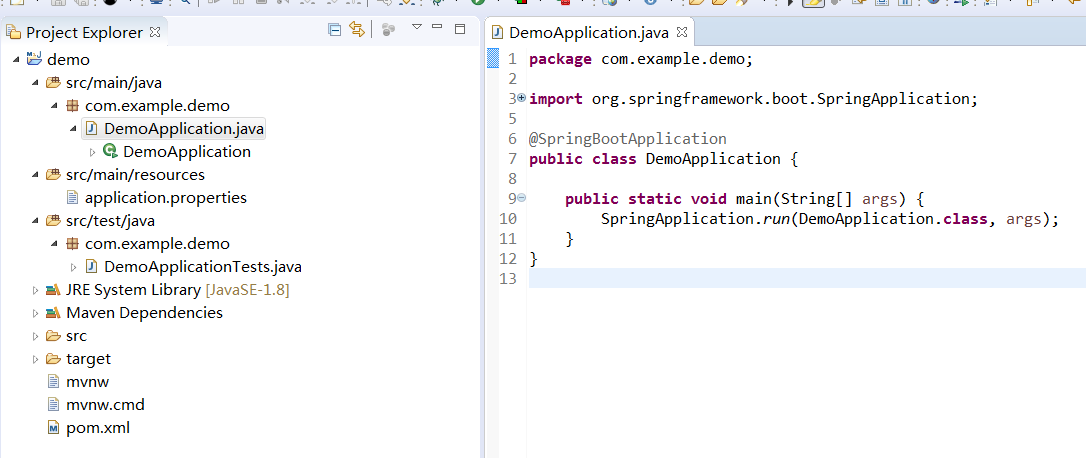 Project Explorer
demo
src/main/java
com.example.demo
DemoApplication.java
DemoApplication
src/main/resources
application.properties
src/test/java
com.example.demo
DemoApplicationTests.java
JRE System Library [JavaSE-1.8]
Maven Dependencies
src
target
mvnw
mvnw.cmd
pom.xml
DemoApplication.java
1 package com.example.demo;
2
3 import org.springframework.boot.SpringApplication;
5
6 @SpringBootApplication
7 public class DemoApplication {
8
9 public static void main(String[] args) {
10 SpringApplication.run(DemoApplication.class, args);
11 }
12 }
13